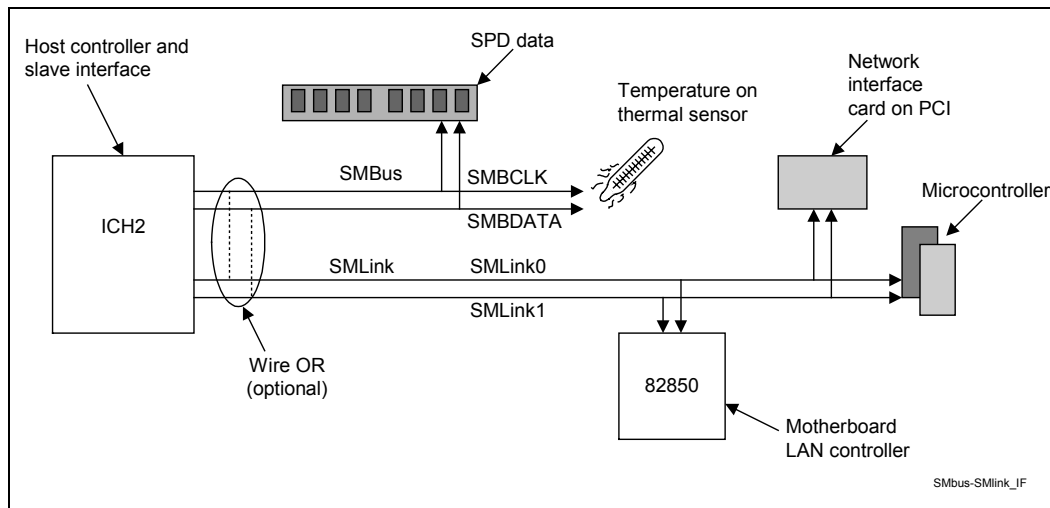 Host controller and
slave interface
SPD data
Temperature on
thermal sensor
Network
interface
card on PCI
Microcontroller
SMBus
SMBCLK
SMBDATA
ICH2
SMLink
SMLink0
SMLink1
Wire OR
(optional)
82850
Motherboard
LAN controller
SMbus-SMlink_IF